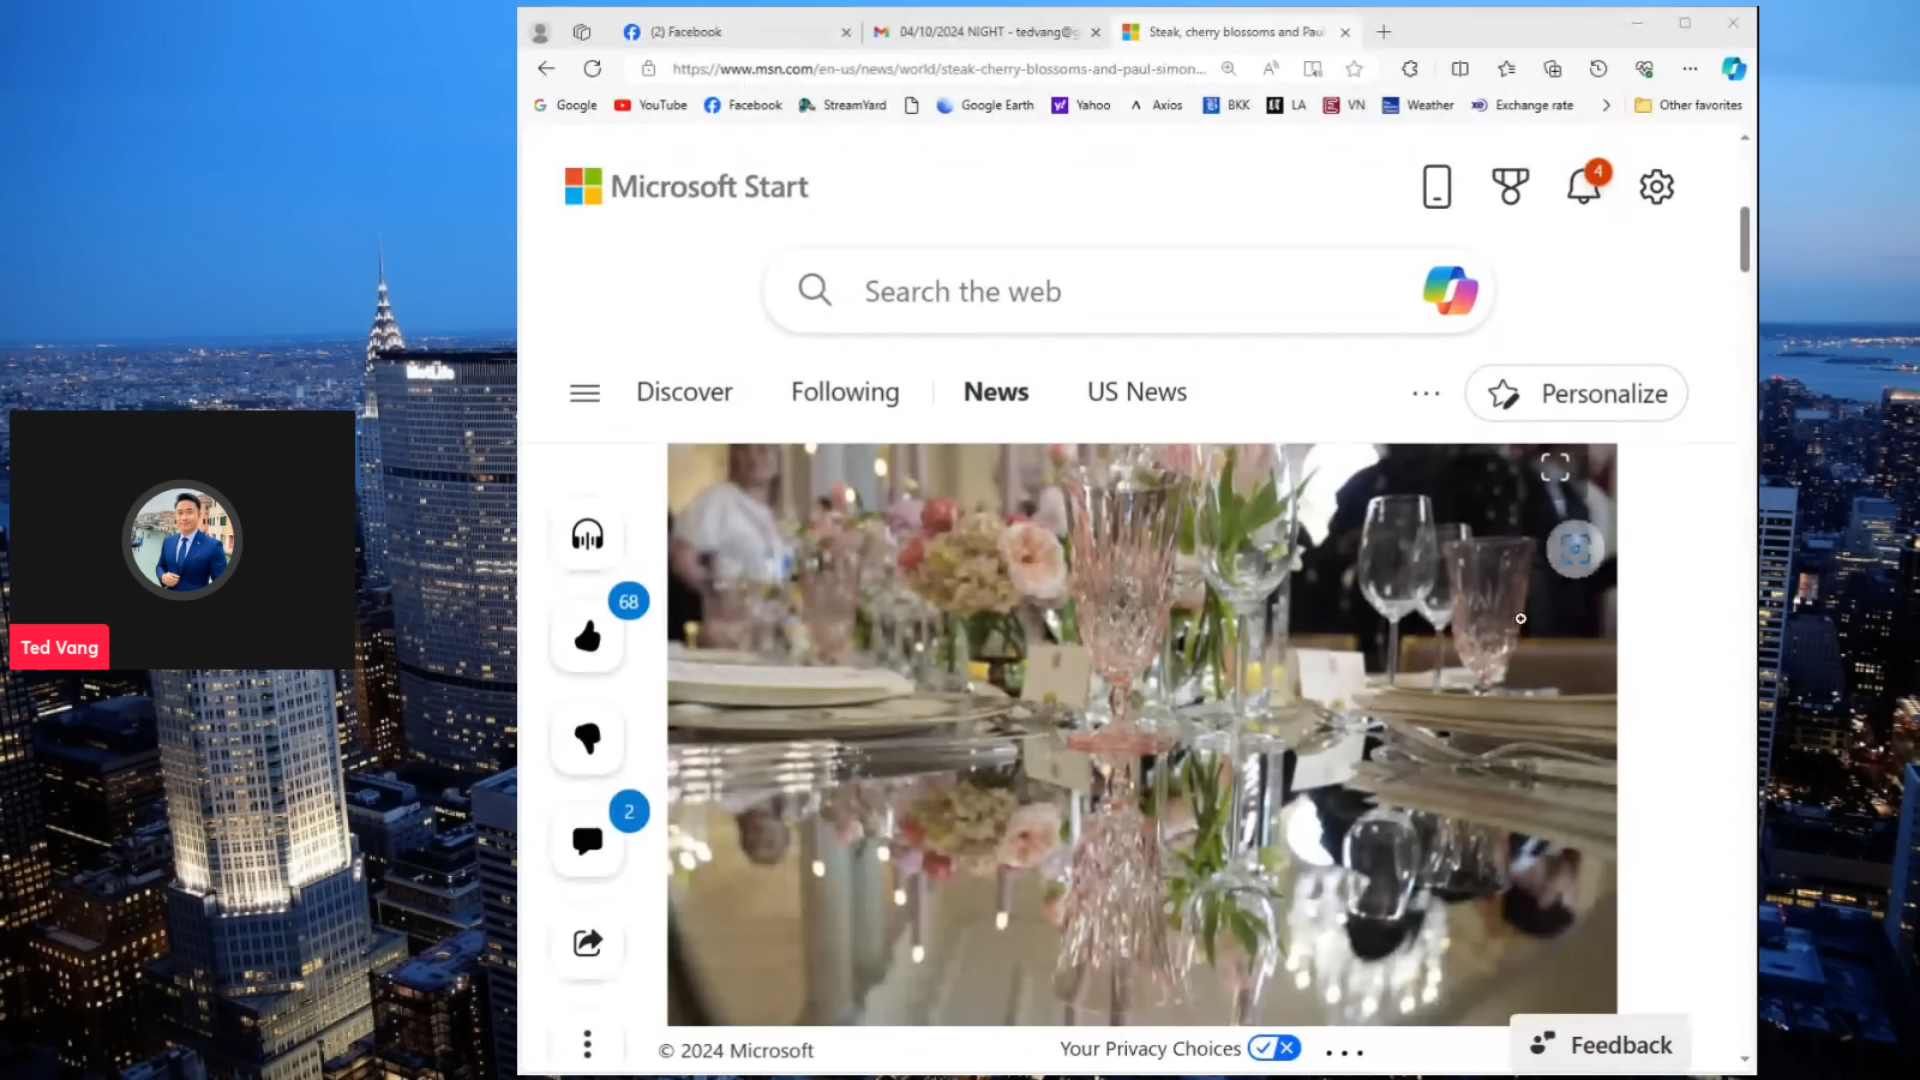 (2) Facebook
04/10/2024 NIGHT - tedvang@g
Steak, cherry blossoms and Paul
https://www.msn.com/en-us/news/world/steak-cherry-blossoms-and-paul-simon...
Google
YouTube
Facebook
StreamYard
Google Earth
Yahoo
Axios
BKK
LA
VN
Weather
Exchange rate
Other favorites
Microsoft Start
4
Search the web
Discover
Following
News
US News
Personalize
MetLife
68
Ted Vang
2
© 2024 Microsoft
Your Privacy Choices
Feedback